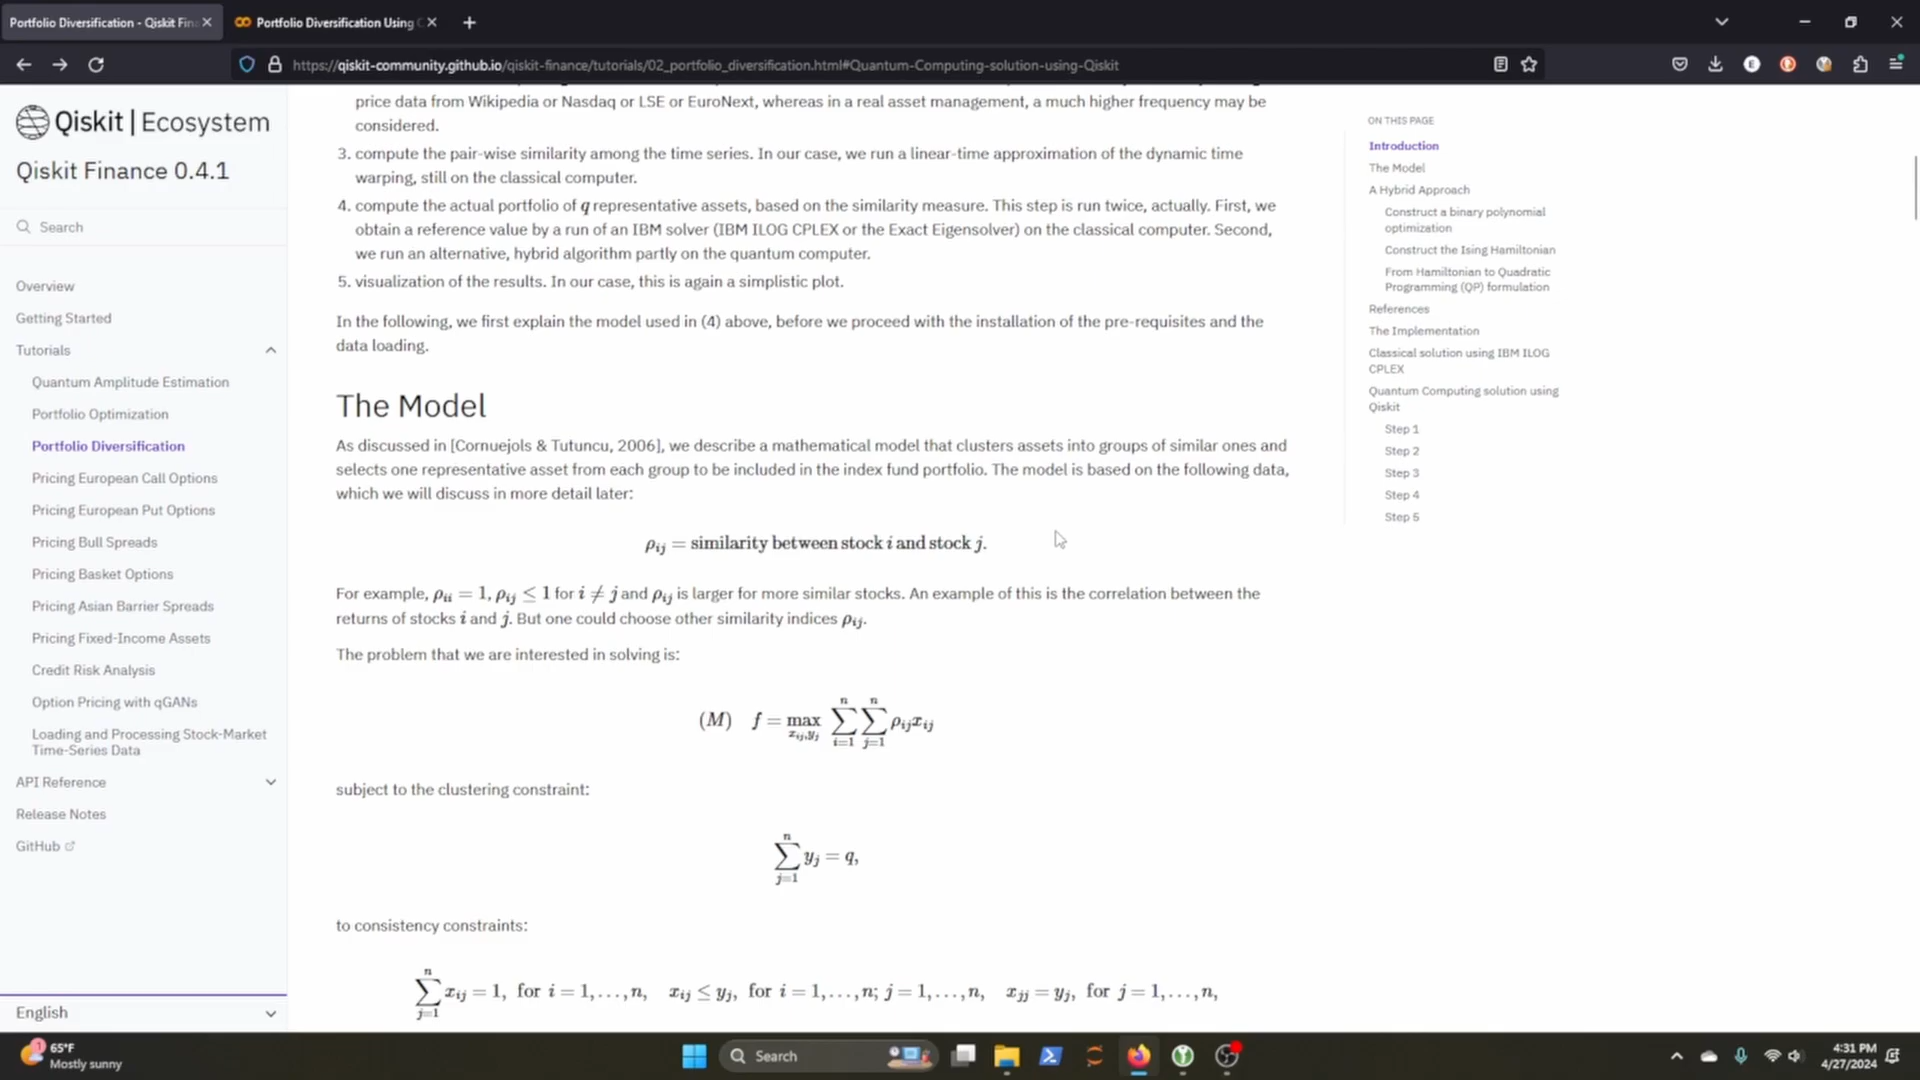 Portfolio Diversification - Qiskit Fin
Portfolio Diversification Using
https://qiskit-community.github.io/qiskit-finance/tutorials/02_portfolio_diversification.html#Quantum-Computing-solution-using-Qiskit
Qiskit | Ecosystem
Qiskit Finance 0.4.1
Search
Overview
Getting Started
Tutorials
Quantum Amplitude Estimation
Portfolio Optimization
Portfolio Diversification
Pricing European Call Options
Pricing European Put Options
Pricing Bull Spreads
Pricing Basket Options
Pricing Asian Barrier Spreads
Pricing Fixed-Income Assets
Credit Risk Analysis
Option Pricing with qGANs
Loading and Processing Stock-Market
Time-Series Data
API Reference
Release Notes
GitHub
English
price data from Wikipedia or Nasdaq or LSE or EuroNext, whereas in a real asset management, a much higher frequency may be
considered.
3. compute the pair-wise similarity among the time series. In our case, we run a linear-time approximation of the dynamic time
warping, still on the classical computer.
4. compute the actual portfolio of q representative assets, based on the similarity measure. This step is run twice, actually. First, we
obtain a reference value by a run of an IBM solver (IBM ILOG CPLEX or the Exact Eigensolver) on the classical computer. Second,
we run an alternative, hybrid algorithm partly on the quantum computer.
5. visualization of the results. In our case, this is again a simplistic plot.
In the following, we first explain the model used in (4) above, before we proceed with the installation of the pre-requisites and the
data loading.
The Model
As discussed in [Cornuejols & Tutuncu, 2006], we describe a mathematical model that clusters assets into groups of similar ones and
selects one representative asset from each group to be included in the index fund portfolio. The model is based on the following data,
which we will discuss in more detail later:
ρij = similarity between stock i and stock j.
For example, ρii = 1, ρij ≤ 1 for i ≠ j and ρij is larger for more similar stocks. An example of this is the correlation between the
returns of stocks i and j. But one could choose other similarity indices ρij.
The problem that we are interested in solving is:
(M) f = max xij,yj ∑ i=1 n ∑ j=1 n ρij xij
subject to the clustering constraint:
∑ j=1 n yj = q,
to consistency constraints:
∑ j=1 n xij = 1, for i = 1, . . . , n, xij ≤ yj, for i = 1, . . . , n; j = 1, . . . , n, xjj = yj, for j = 1, . . . , n,
ON THIS PAGE
Introduction
The Model
A Hybrid Approach
Construct a binary polynomial
optimization
Construct the Ising Hamiltonian
From Hamiltonian to Quadratic
Programming (QP) formulation
References
The Implementation
Classical solution using IBM ILOG
CPLEX
Quantum Computing solution using
Qiskit
Step 1
Step 2
Step 3
Step 4
Step 5
1
65°F
Mostly sunny
Search
4:31 PM
4/27/2024